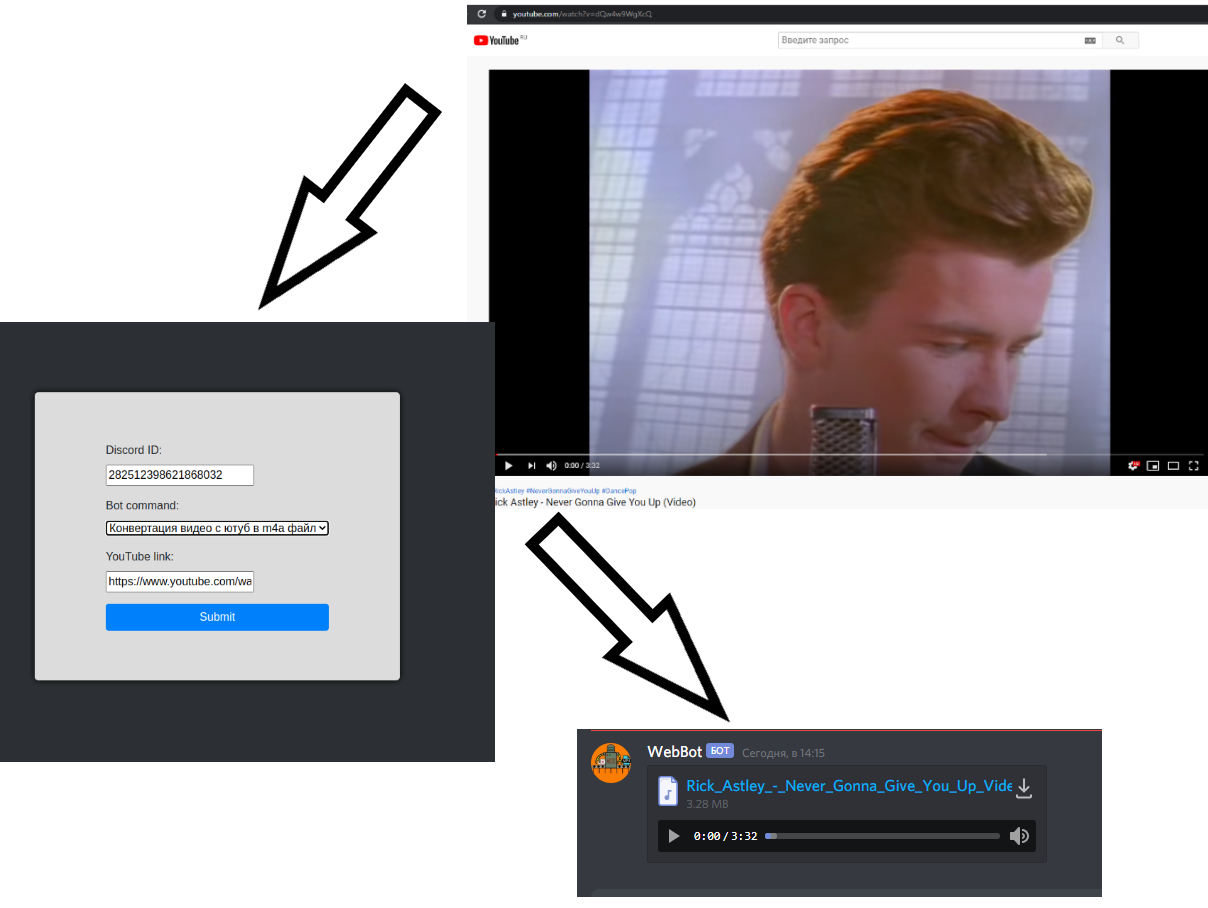 youtube.com/watch?v=dQw4w9WgXcQ
YouTube RU
Введите запрос
0:00 / 3:32
#RickAstley #NeverGonnaGiveYouUp #DancePop
ick Astley - Never Gonna Give You Up (Video)
Discord ID:
282512398621868032
Bot command:
Конвертация видео с ютуб в m4a файл
YouTube link:
https://www.youtube.com/wa
Submit
WebBot БОТ Сегодня, в 14:15
Rick_Astley_-_Never_Gonna_Give_You_Up_Vide
3.28 MB
0:00 / 3:32